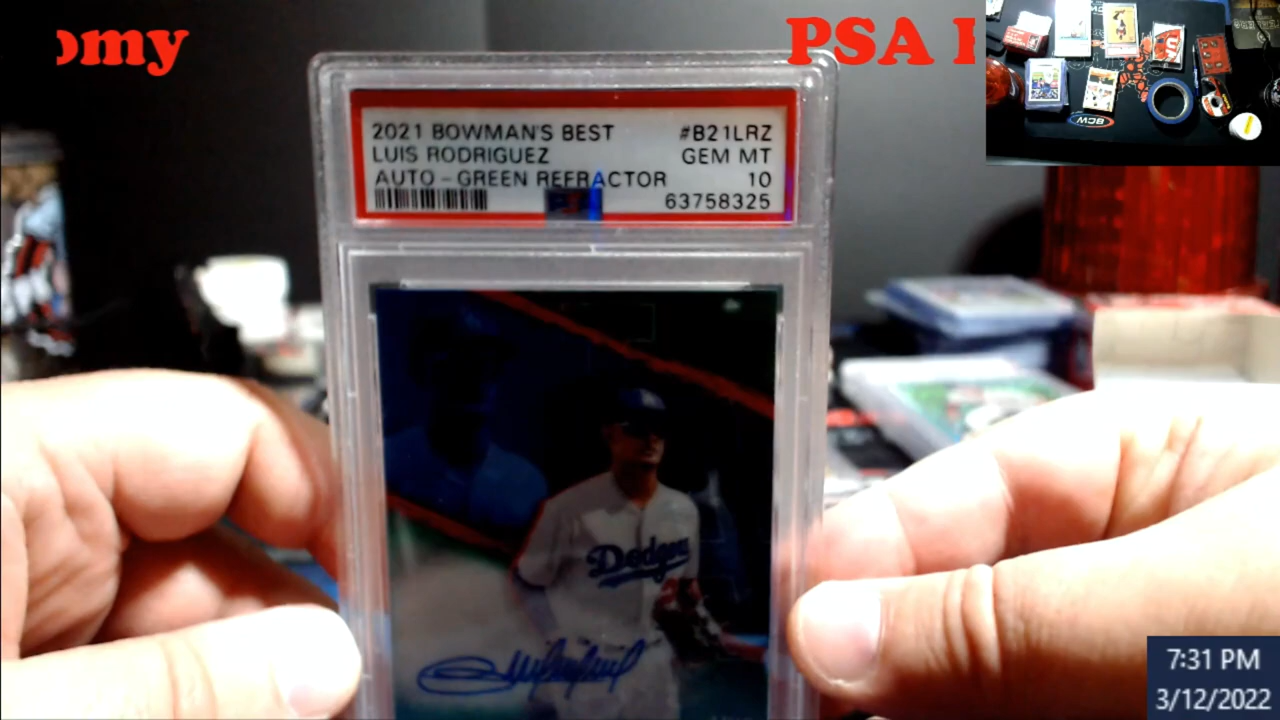 omy
PSA
2021 BOWMAN'S BEST #B21LRZ
LUIS RODRIGUEZ GEM MT
AUTO - GREEN REFRACTOR 10
63758325
Dodgers
BCW
7:31 PM
3/12/2022